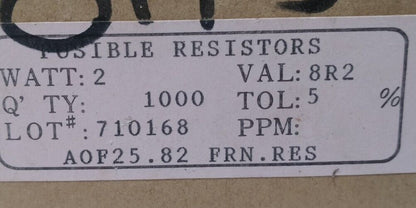 FUSIBLE RESISTORS
WATT: 2 VAL: 8R2
Q' TY: 1000 TOL: 5 %
LOT#: 710168 PPM:
AOF25.82 FRN.RES